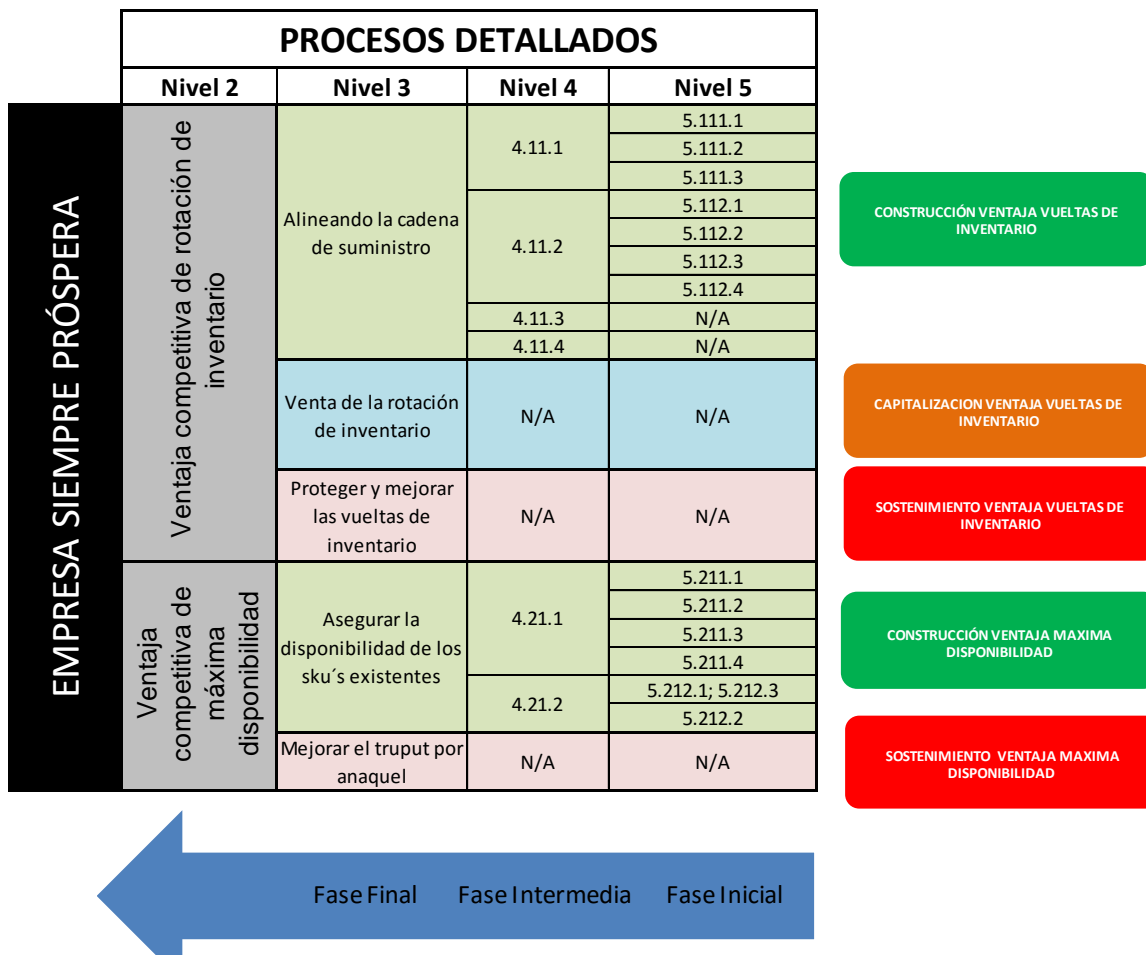 PROCESOS DETALLADOS
Nivel 2
Nivel 3
Nivel 4
Nivel 5
EMPRESA SIEMPRE PRÓSPERA
Ventaja competitiva de rotación de
inventario
Alineando la cadena
de suministro
4.11.1
5.111.1
5.111.2
5.111.3
4.11.2
5.112.1
5.112.2
5.112.3
5.112.4
4.11.3
N/A
4.11.4
N/A
CONSTRUCCIÓN VENTAJA VUELTAS DE
INVENTARIO
Venta de la rotación
de inventario
N/A
N/A
CAPITALIZACION VENTAJA VUELTAS DE
INVENTARIO
Proteger y mejorar
las vueltas de
inventario
N/A
N/A
SOSTENIMIENTO VENTAJA VUELTAS DE
INVENTARIO
Ventaja
competitiva de
máxima
disponibilidad
Asegurar la
disponibilidad de los
sku´s existentes
4.21.1
5.211.1
5.211.2
5.211.3
5.211.4
4.21.2
5.212.1; 5.212.3
5.212.2
CONSTRUCCIÓN VENTAJA MAXIMA
DISPONIBILIDAD
Mejorar el truput por
anaquel
N/A
N/A
SOSTENIMIENTO VENTAJA MAXIMA
DISPONIBILIDAD
Fase Final
Fase Intermedia
Fase Inicial